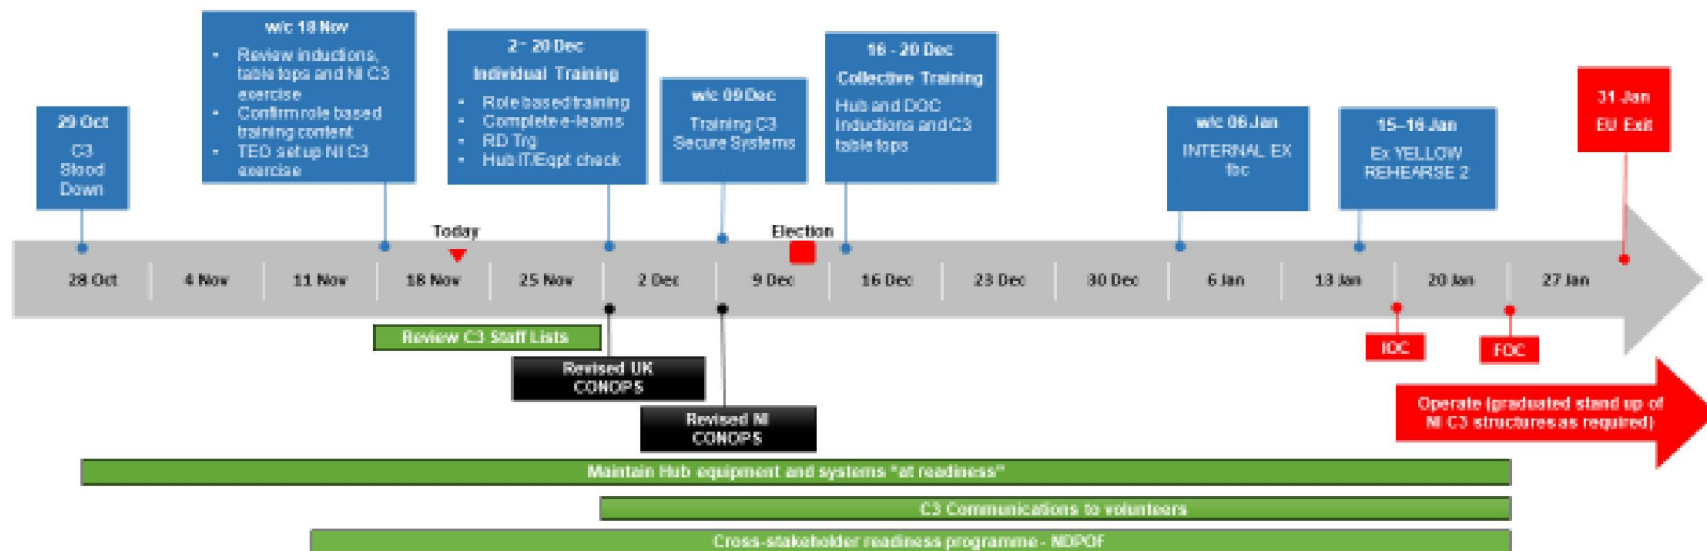 29 Oct
C3
Stood
Down
w/c 18 Nov
• Review inductions,
table tops and NI C3
exercise
• Confirm role based
training content
• TEO setup NI C3
exercise
2– 20 Dec
Individual Training
• Role based training
• Complete e-learns
• RD Trg
• Hub IT/Eqpt check
w/c 09 Dec
Training C3
Secure Systems
16 - 20 Dec
Collective Training
Hub and DOC
Inductions and C3
table tops
w/c 06 Jan
INTERNAL EX
tbc
15–16 Jan
Ex YELLOW
REHEARSE 2
31 Jan
EU Exit
Today
Election
28 Oct
4 Nov
11 Nov
18 Nov
25 Nov
2 Dec
9 Dec
16 Dec
23 Dec
30 Dec
6 Jan
13 Jan
20 Jan
27 Jan
Review C3 Staff Lists
IOC
FOC
Revised UK
CONOPS
Revised NI
CONOPS
Operate (graduated stand up of
NI C3 structures as required)
Maintain Hub equipment and systems "at readiness"
C3 Communications to volunteers
Cross-stakeholder readiness programme - NDPOF